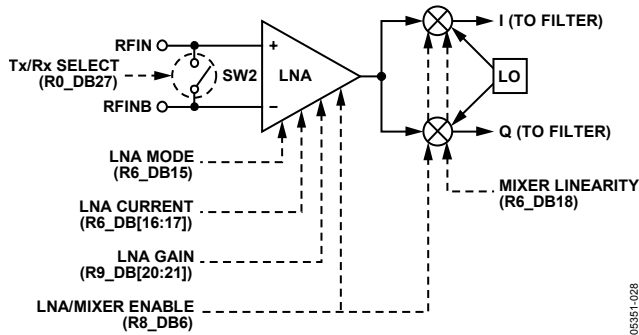 RFIN
+
I (TO FILTER)
Tx/Rx SELECT
(R0_DB27)
SW2
LNA
LO
RFINB
–
Q (TO FILTER)
LNA MODE
(R6_DB15)
MIXER LINEARITY
(R6_DB18)
LNA CURRENT
(R6_DB[16:17])
LNA GAIN
(R9_DB[20:21])
LNA/MIXER ENABLE
(R8_DB6)
05351-028